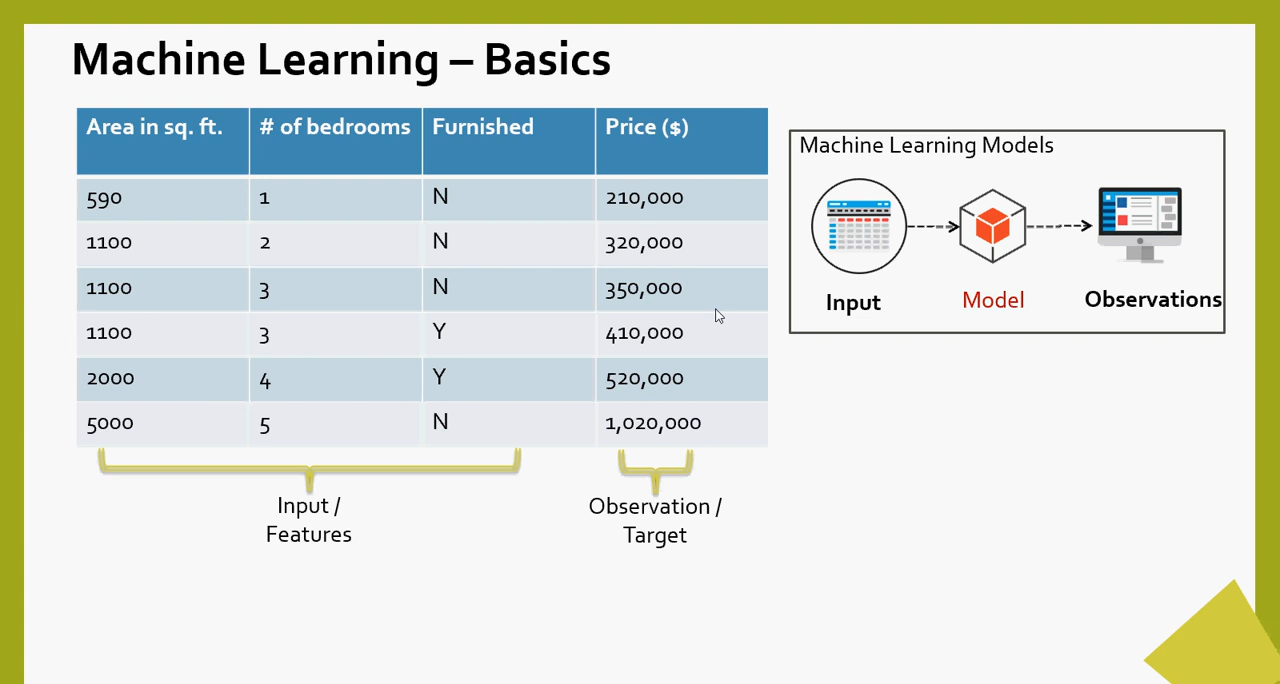 Machine Learning – Basics
Area in sq. ft. # of bedrooms Furnished Price ($)
590 1 N 210,000
1100 2 N 320,000
1100 3 N 350,000
1100 3 Y 410,000
2000 4 Y 520,000
5000 5 N 1,020,000
Input /
Features
Observation /
Target
Machine Learning Models
Input Model Observations